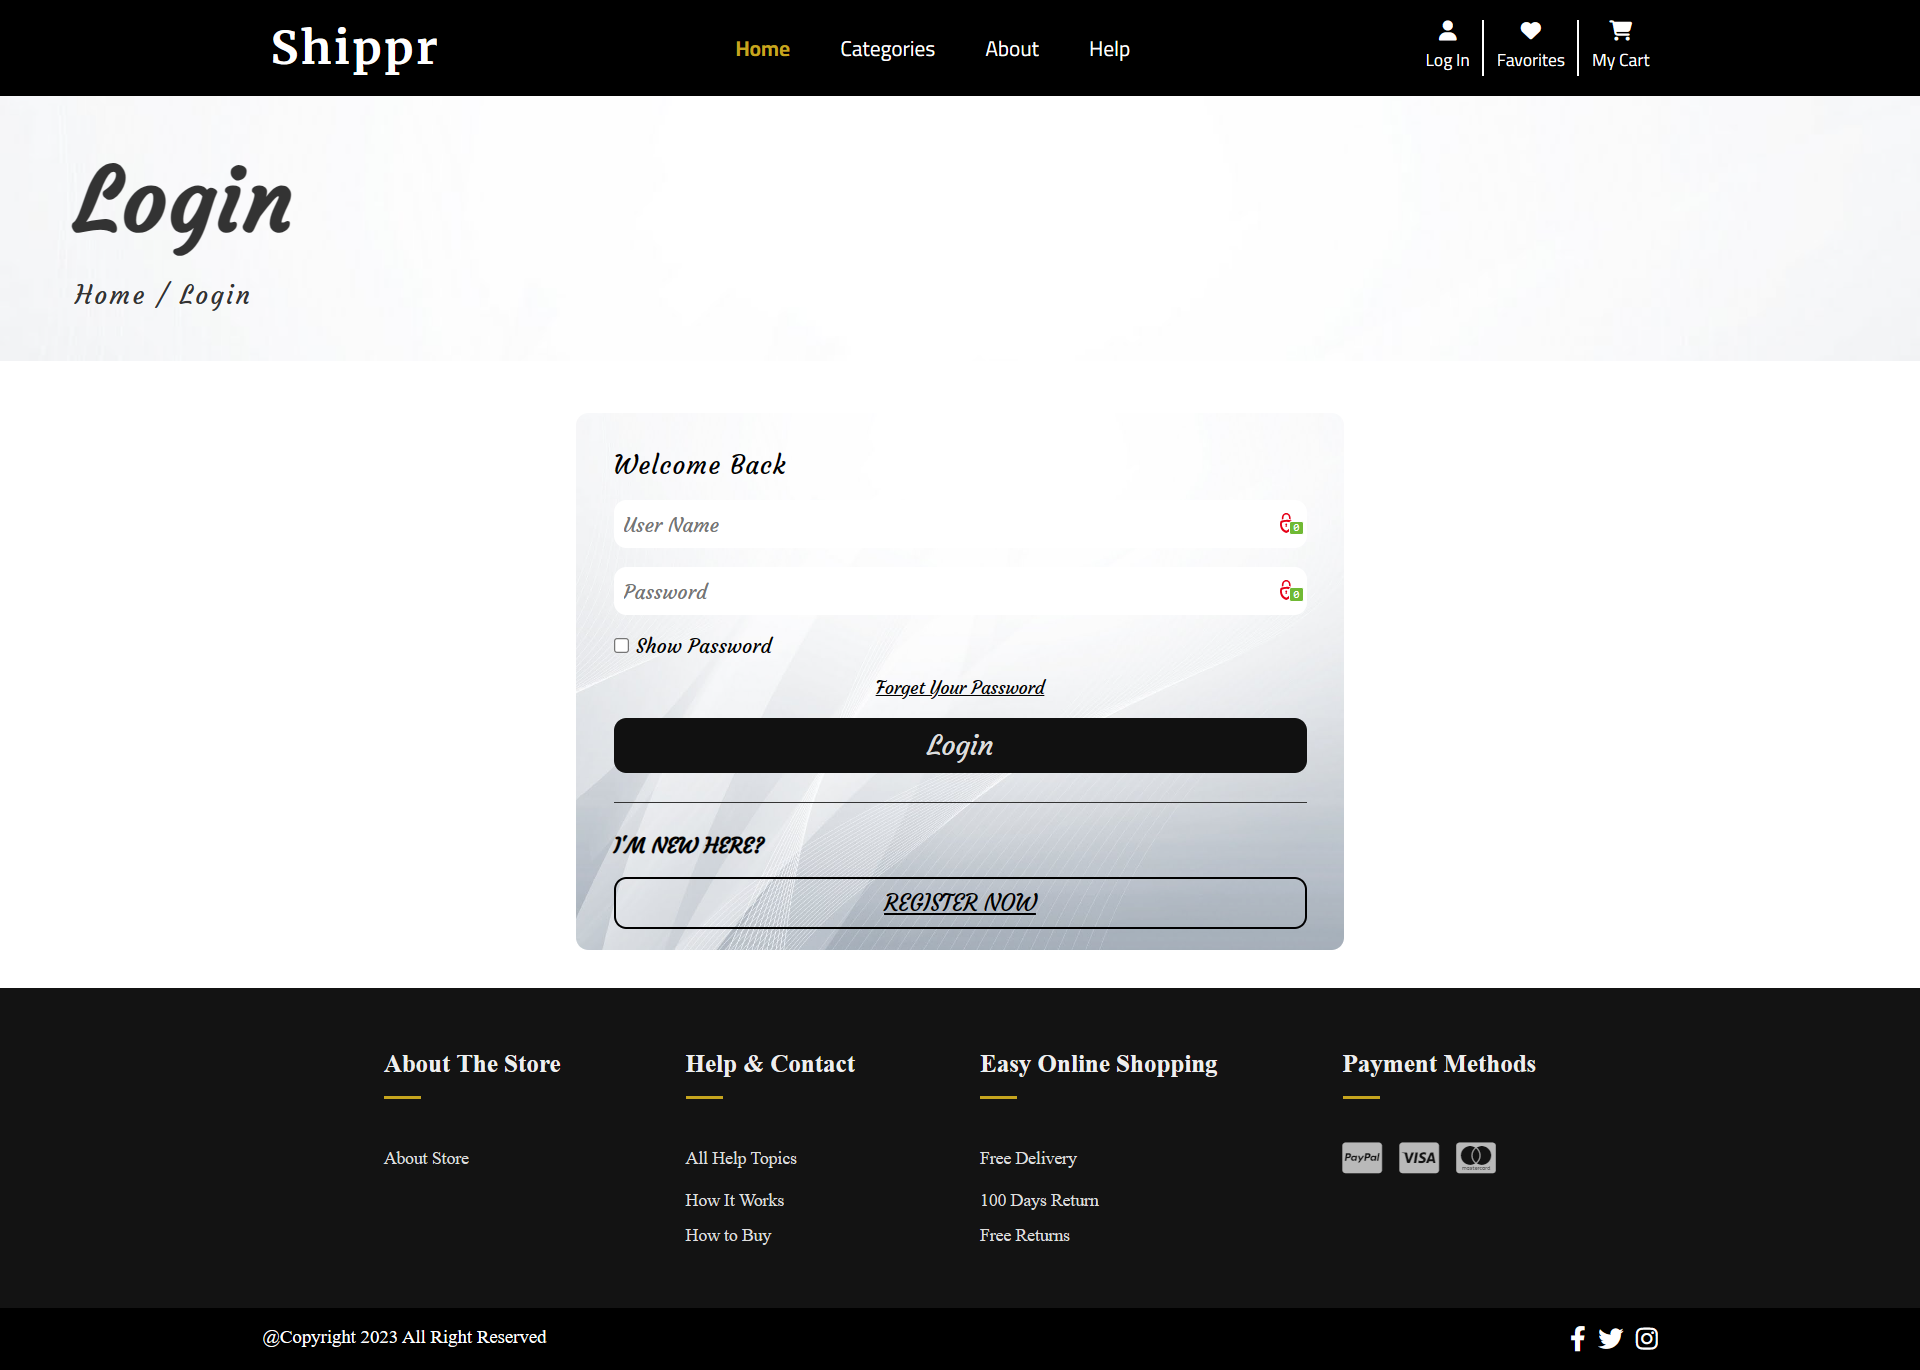 Shippr
Home
Categories
About
Help
Log In
Favorites
My Cart
Login
Home / Login
Welcome Back
User Name
0
Password
0
Show Password
Forget Your Password
Login
I'M NEW HERE?
REGISTER NOW
About The Store
About Store
Help & Contact
All Help Topics
How It Works
How to Buy
Easy Online Shopping
Free Delivery
100 Days Return
Free Returns
Payment Methods
PayPal
VISA
mastercard
@Copyright 2023 All Right Reserved